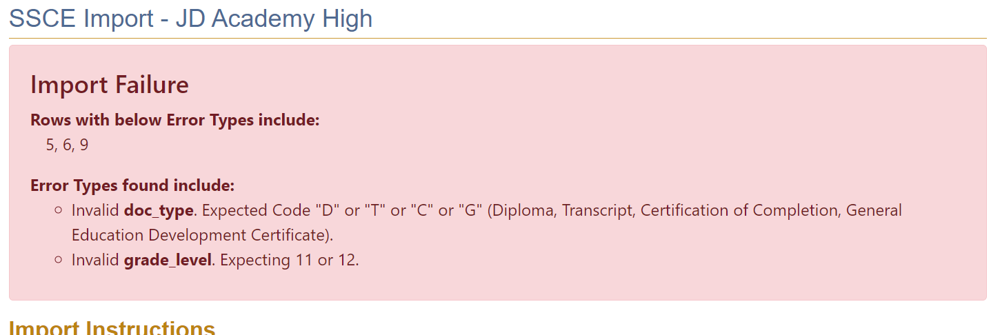 SSCE Import - JD Academy High
Import Failure
Rows with below Error Types include:
5, 6, 9
Error Types found include:
Invalid doc_type. Expected Code "D" or "T" or "C" or "G" (Diploma, Transcript, Certification of Completion, General
Education Development Certificate).
Invalid grade_level. Expecting 11 or 12.
Import Instructions